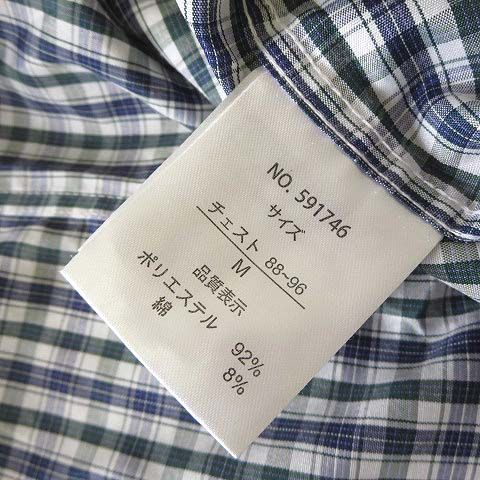 NO. 591746
サイズ
チェスト 88~96
M
品質表示
ポリエステル 92%
綿 8%